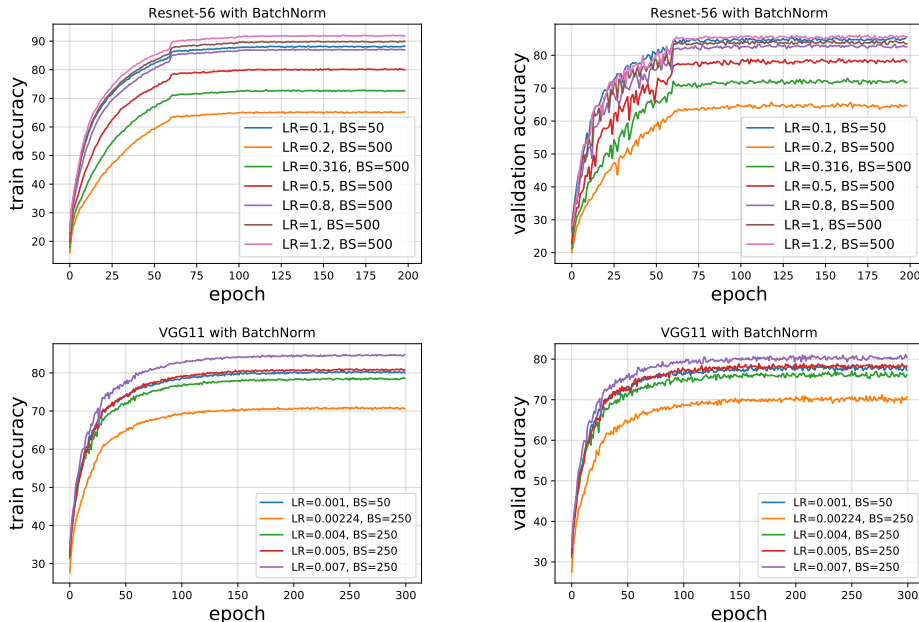 Resnet-56 with BatchNorm
train accuracy
90
80
70
60
50
40
30
20
LR=0.1, BS=50
LR=0.2, BS=500
LR=0.316, BS=500
LR=0.5, BS=500
LR=0.8, BS=500
LR=1, BS=500
LR=1.2, BS=500
0 25 50 75 100 125 150 175 200
epoch
Resnet-56 with BatchNorm
validation accuracy
80
70
60
50
40
30
20
LR=0.1, BS=50
LR=0.2, BS=500
LR=0.316, BS=500
LR=0.5, BS=500
LR=0.8, BS=500
LR=1, BS=500
LR=1.2, BS=500
0 25 50 75 100 125 150 175 200
epoch
VGG11 with BatchNorm
train accuracy
80
70
60
50
40
30
LR=0.001, BS=50
LR=0.00224, BS=250
LR=0.004, BS=250
LR=0.005, BS=250
LR=0.007, BS=250
0 50 100 150 200 250 300
epoch
VGG11 with BatchNorm
valid accuracy
80
70
60
50
40
30
LR=0.001, BS=50
LR=0.00224, BS=250
LR=0.004, BS=250
LR=0.005, BS=250
LR=0.007, BS=250
0 50 100 150 200 250 300
epoch